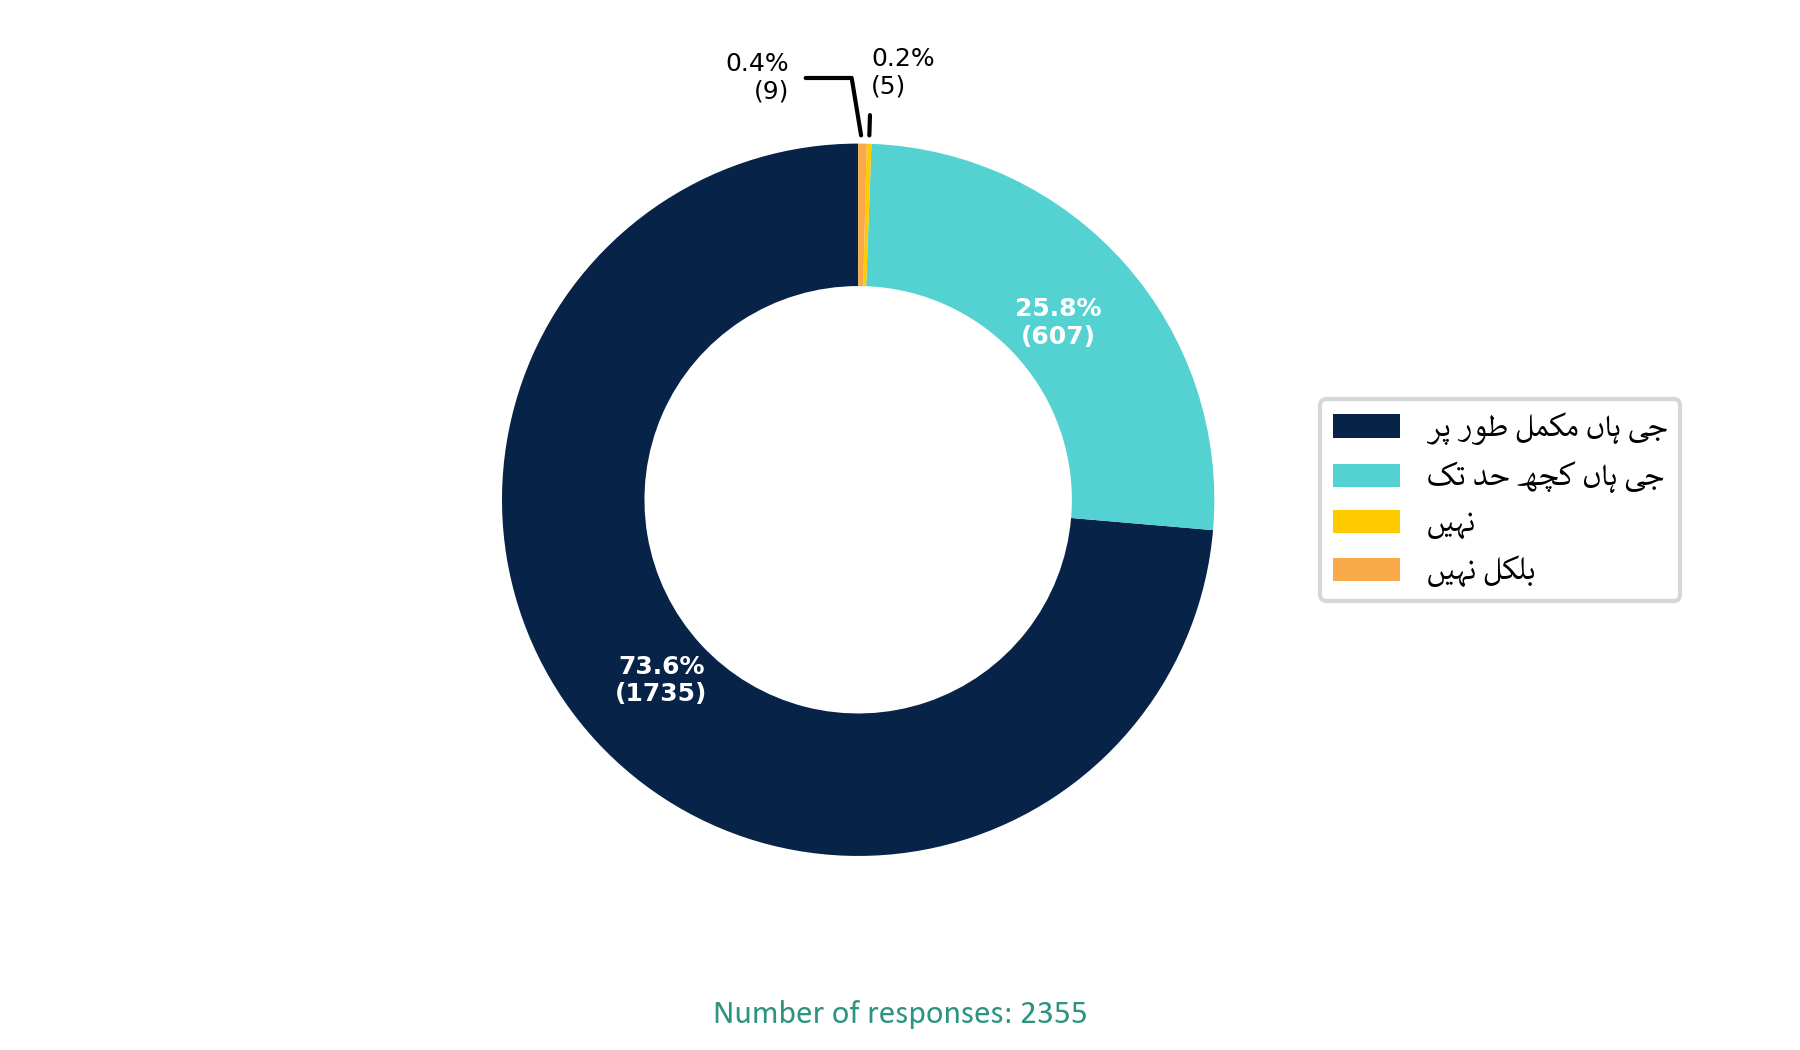 0.4%
(9)
0.2%
(5)
25.8%
(607)
73.6%
(1735)
جی ہاں مکمل طور پر
جی ہاں کچھ حد تک
نہیں
بلکل نہیں
Number of responses: 2355